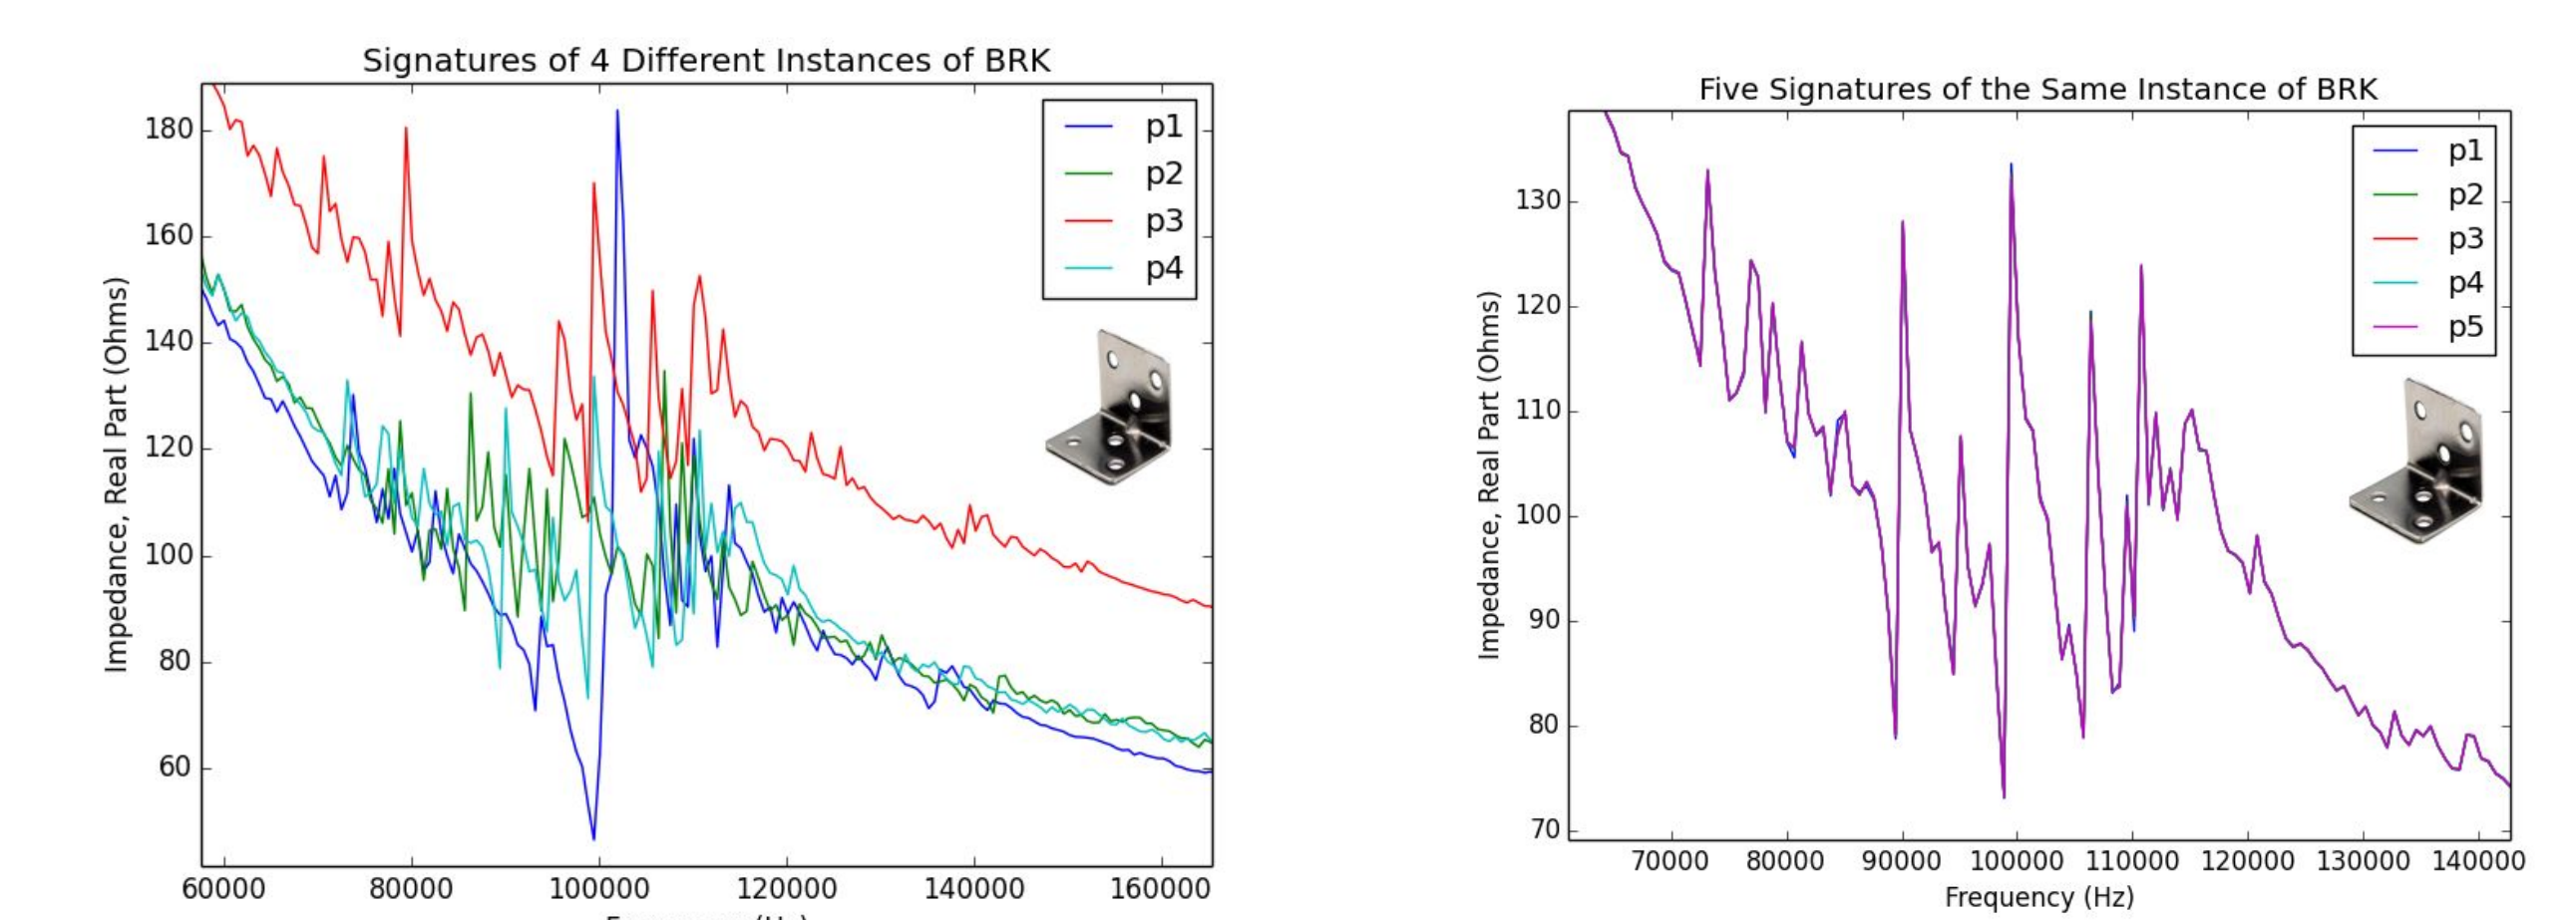 Signatures of 4 Different Instances of BRK
Impedance, Real Part (Ohms)
180
160
140
120
100
80
60
60000 80000 100000 120000 140000 160000
p1
p2
p3
p4
Five Signatures of the Same Instance of BRK
Impedance, Real Part (Ohms)
130
120
110
100
90
80
70
70000 80000 90000 100000 110000 120000 130000 140000
Frequency (Hz)
p1
p2
p3
p4
p5